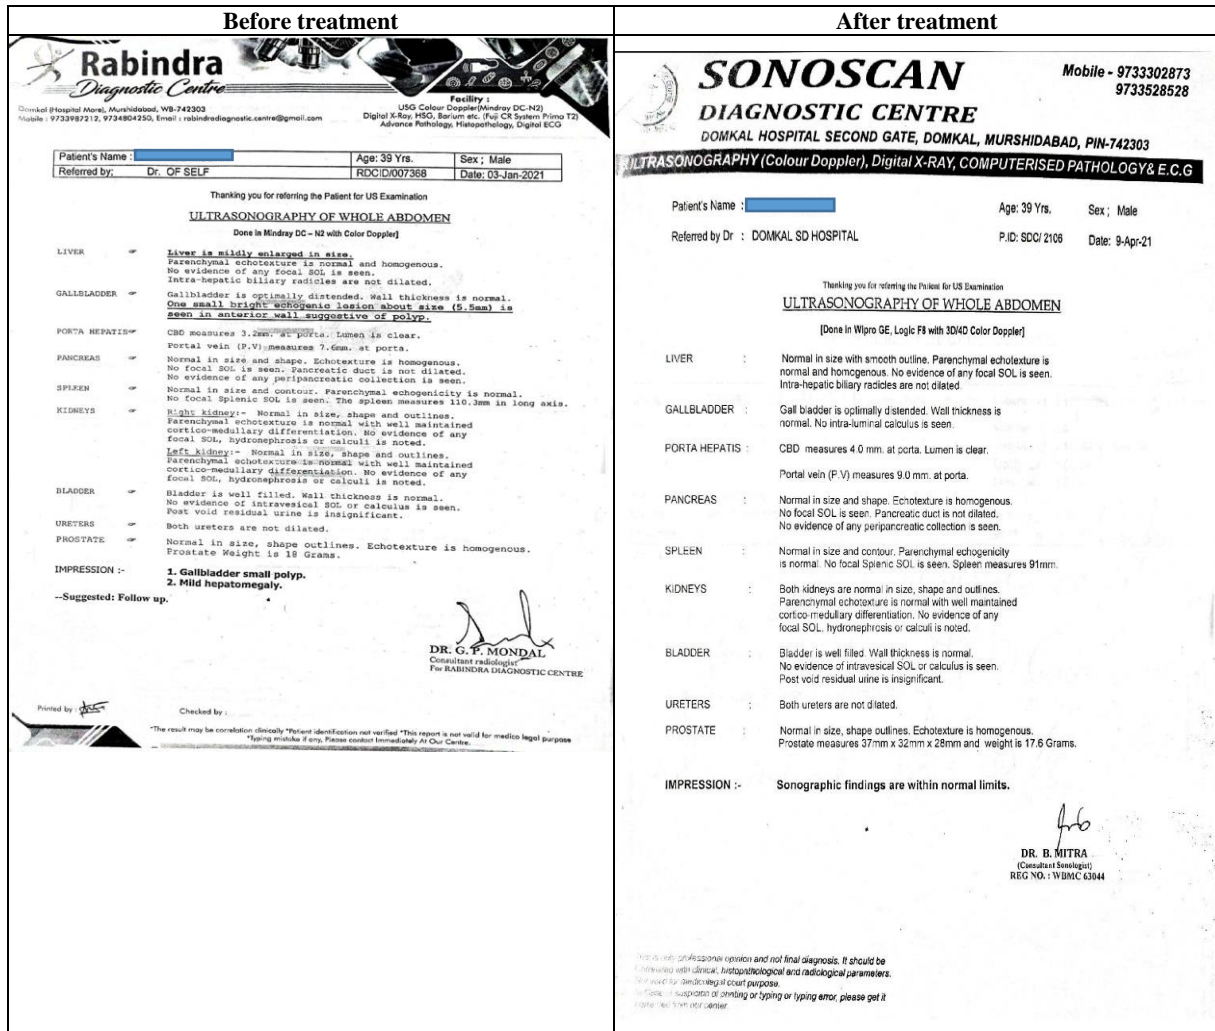 Before treatment
After treatment
Rabindra
Diagnostic Centre
Domkal (Hospital More), Murshidabad, WB-742303
Mobile : 9733987212, 9734804250, Email : rabindradiagnostic.centre@gmail.com
Facility :
USG Colour Doppler(Mindray DC-N2)
Digital X-Ray, HSG, Barium etc. (Fuji CR System Prima T2)
Advance Pathology, Histopathology, Digital ECG
Patient's Name :
Age: 39 Yrs.
Sex ; Male
Referred by; Dr. OF SELF
RDCID/007368
Date: 03-Jan-2021
Thanking you for referring the Patient for US Examination
ULTRASONOGRAPHY OF WHOLE ABDOMEN
Done in Mindray DC – N2 with Color Doppler]
LIVER ☞ Liver is mildly enlarged in size.
Parenchymal echotexture is normal and homogenous.
No evidence of any focal SOL is seen.
Intra-hepatic biliary radicles are not dilated.
GALLBLADDER ☞ Gallbladder is optimally distended. Wall thickness is normal.
One small bright echogenic lesion about size (5.5mm) is
seen in anterior wall suggestive of polyp.
PORTA HEPATIS☞ CBD measures 3.2mm. at porta. Lumen is clear.
Portal vein (P.V) measures 7.6mm. at porta.
PANCREAS ☞ Normal in size and shape. Echotexture is homogenous.
No focal SOL is seen. Pancreatic duct is not dilated.
No evidence of any peripancreatic collection is seen.
SPLEEN ☞ Normal in size and contour. Parenchymal echogenicity is normal.
No focal Splenic SOL is seen. The spleen measures 110.3mm in long axis.
KIDNEYS ☞ Right kidney:- Normal in size, shape and outlines.
Parenchymal echotexture is normal with well maintained
cortico-medullary differentiation. No evidence of any
focal SOL, hydronephrosis or calculi is noted.
Left kidney:- Normal in size, shape and outlines.
Parenchymal echotexture is normal with well maintained
cortico-medullary differentiation. No evidence of any
focal SOL, hydronephrosis or calculi is noted.
BLADDER ☞ Bladder is well filled. Wall thickness is normal.
No evidence of intravesical SOL or calculus is seen.
Post void residual urine is insignificant.
URETERS ☞ Both ureters are not dilated.
PROSTATE ☞ Normal in size, shape outlines. Echotexture is homogenous.
Prostate Weight is 18 Grams.
IMPRESSION :- 1. Gallbladder small polyp.
2. Mild hepatomegaly.
--Suggested: Follow up.
DR. G. P. MONDAL
Consultant radiologist
For RABINDRA DIAGNOSTIC CENTRE
Printed by :
Checked by :
*The result may be correlation clinically *Patient identification not verified *This report is not valid for medico legal purpose
*Typing mistake if any, Please contact Immediately At Our Centre.
SONOSCAN
DIAGNOSTIC CENTRE
Mobile - 9733302873
9733528528
DOMKAL HOSPITAL SECOND GATE, DOMKAL, MURSHIDABAD, PIN-742303
ULTRASONOGRAPHY (Colour Doppler), Digital X-RAY, COMPUTERISED PATHOLOGY& E.C.G
Patient's Name :
Age: 39 Yrs.
Sex ; Male
Referred by Dr : DOMKAL SD HOSPITAL
P.ID: SDC/ 2106
Date: 9-Apr-21
Thanking you for referring the Patient for US Examination
ULTRASONOGRAPHY OF WHOLE ABDOMEN
[Done in Wipro GE, Logic F8 with 3D/4D Color Doppler]
LIVER : Normal in size with smooth outline. Parenchymal echotexture is
normal and homogenous. No evidence of any focal SOL is seen.
Intra-hepatic biliary radicles are not dilated.
GALLBLADDER : Gall bladder is optimally distended. Wall thickness is
normal. No intra-luminal calculus is seen.
PORTA HEPATIS : CBD measures 4.0 mm. at porta. Lumen is clear.
Portal vein (P.V) measures 9.0 mm. at porta.
PANCREAS : Normal in size and shape. Echotexture is homogenous.
No focal SOL is seen. Pancreatic duct is not dilated.
No evidence of any peripancreatic collection is seen.
SPLEEN : Normal in size and contour. Parenchymal echogenicity
is normal. No focal Splenic SOL is seen. Spleen measures 91mm.
KIDNEYS : Both kidneys are normal in size, shape and outlines.
Parenchymal echotexture is normal with well maintained
cortico-medullary differentiation. No evidence of any
focal SOL, hydronephrosis or calculi is noted.
BLADDER : Bladder is well filled. Wall thickness is normal.
No evidence of intravesical SOL or calculus is seen.
Post void residual urine is insignificant.
URETERS : Both ureters are not dilated.
PROSTATE : Normal in size, shape outlines. Echotexture is homogenous.
Prostate measures 37mm x 32mm x 28mm and weight is 17.6 Grams.
IMPRESSION :- Sonographic findings are within normal limits.
DR. B. MITRA
(Consultant Sonologist)
REG NO. : WBMC 63044
professional opinion and not final diagnosis. It should be
with clinical, histopathological and radiological parameters.
for medicolegal court purpose.
suspicion of printing or typing or typing error, please get it
from our center.